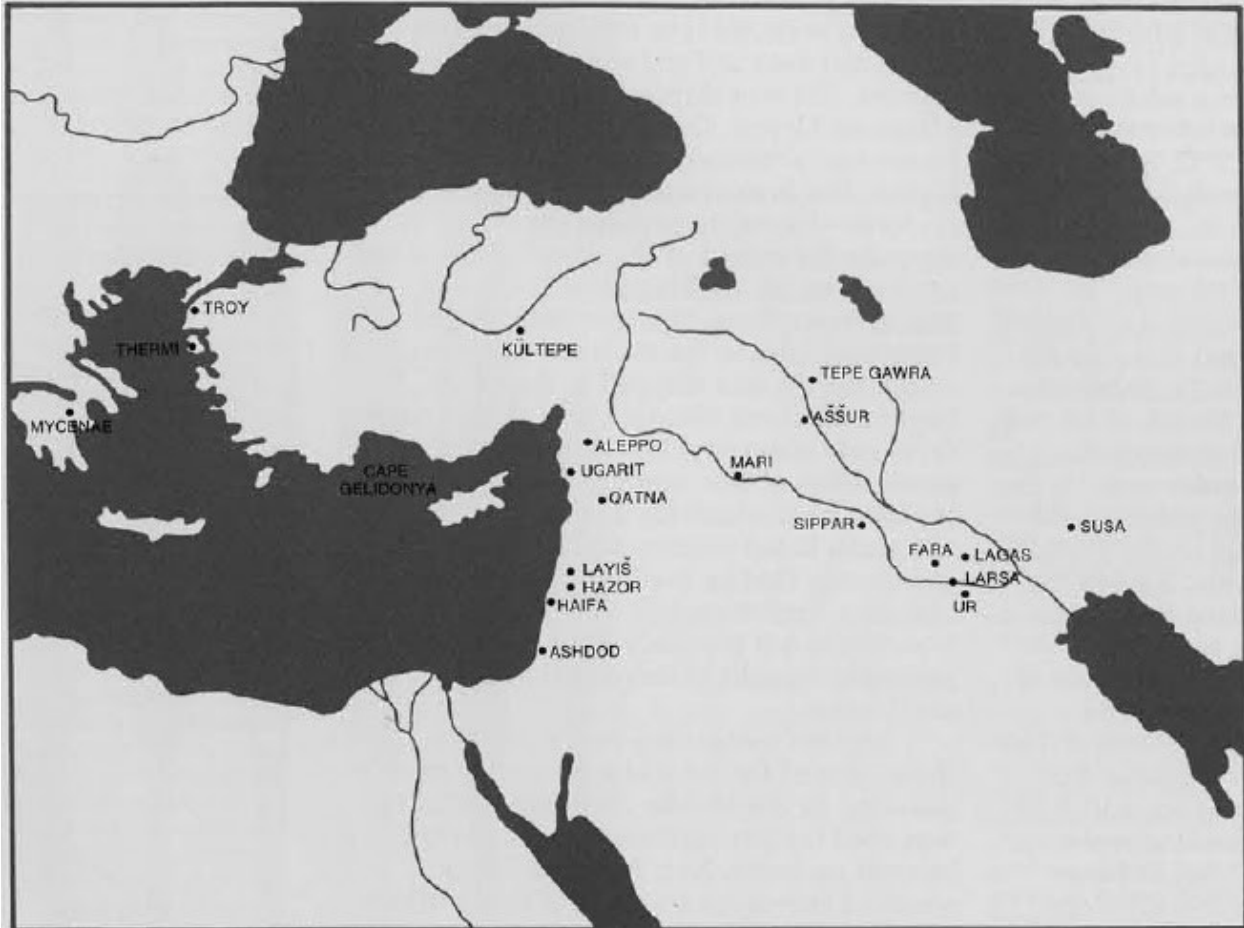 TROY
THERMI
KÜLTEPE
TEPE GAWRA
MYCENAE
AŠŠUR
ALEPPO
CAPE
GELIDONYA
UGARIT
MARI
QATNA
SIPPAR
SUSA
FARA
LAGAS
LAYIŠ
LARSA
HAZOR
HAIFA
UR
ASHDOD